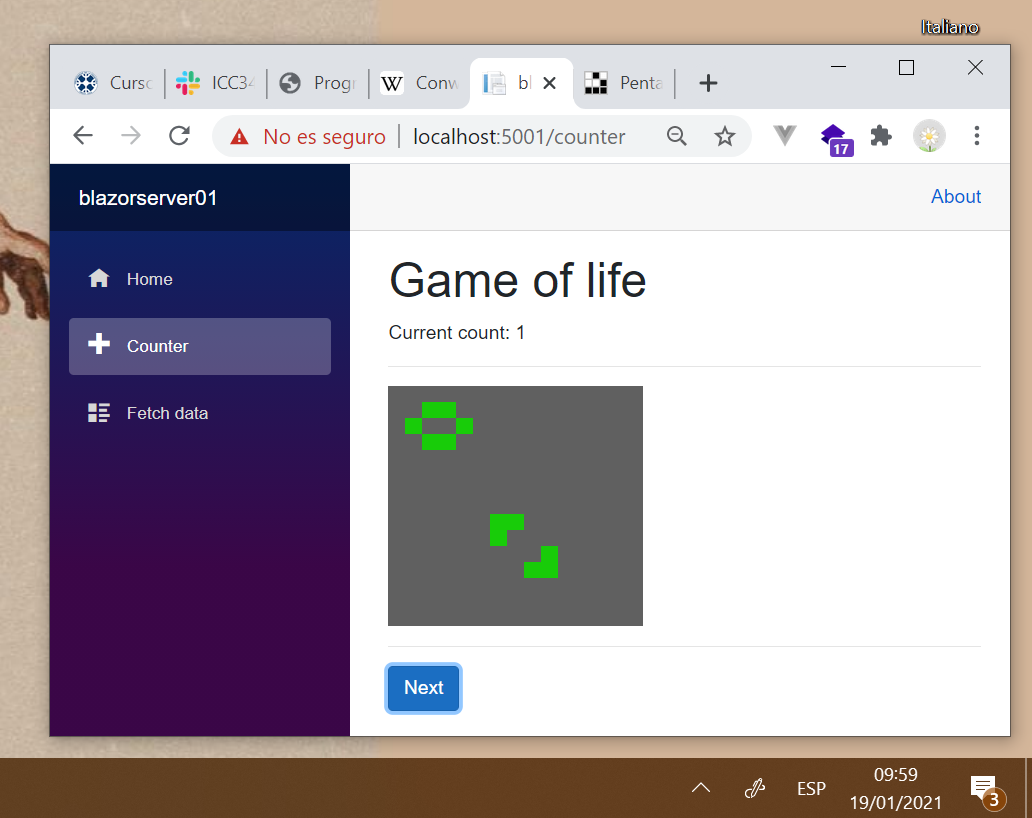 Italiano
Curso
ICC34
Progr
Conw
bl
Penta
No es seguro
localhost:5001/counter
17
blazorserver01
About
Home
Game of life
Current count: 1
Counter
Fetch data
Next
ESP
09:59
19/01/2021
3